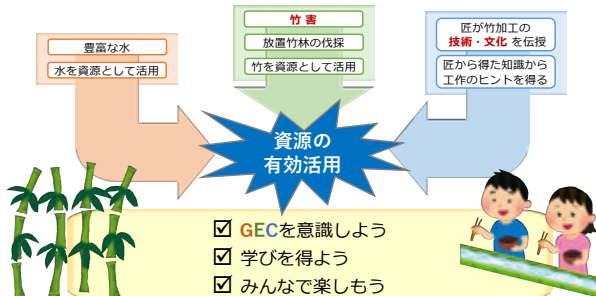 豊富な水
水を資源として活用
竹害
放置竹林の伐採
竹を資源として活用
匠が竹加工の
技術・文化 を伝授
匠から得た知識から
工作のヒントを得る
資源の
有効活用
☑ GECを意識しよう
☑ 学びを得よう
☑ みんなで楽しもう